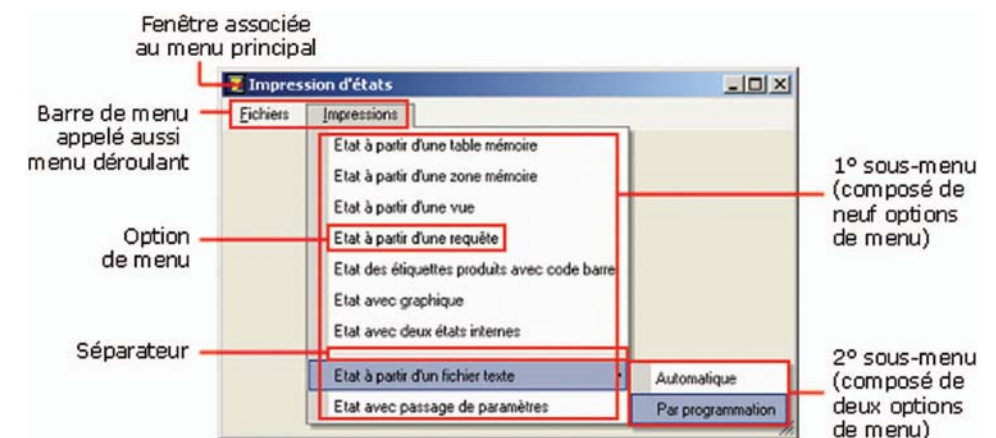 Fenêtre associée
au menu principal
Impression d'états
Barre de menu
appelé aussi
menu déroulant
Fichiers Impressions
Etat à partir d'une table mémoire
Etat à partir d'une zone mémoire
Etat à partir d'une vue
Etat à partir d'une requête
Etat des étiquettes produits avec code barre
Etat avec graphique
Etat avec deux états internes
Etat à partir d'un fichier texte
Etat avec passage de paramètres
Option
de menu
Séparateur
1° sous-menu
(composé de
neuf options
de menu)
Automatique
Par programmation
2° sous-menu
(composé de
deux options
de menu)